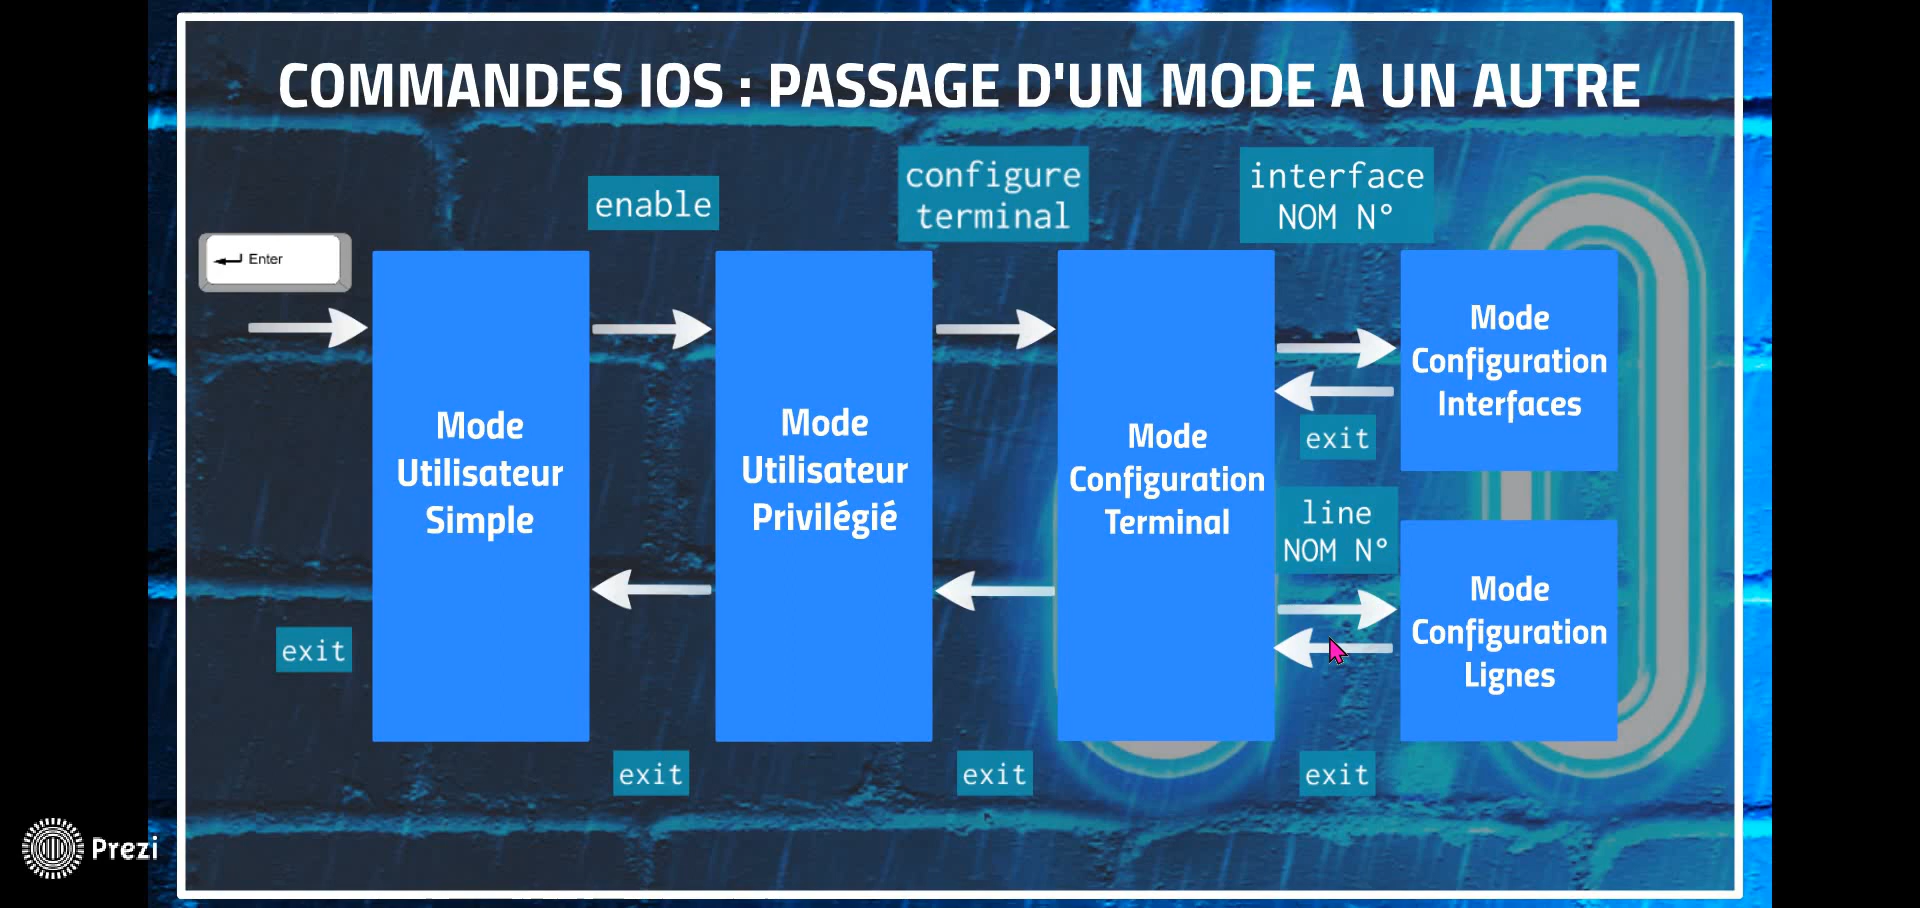 COMMANDES IOS : PASSAGE D'UN MODE A UN AUTRE
enable
configure
terminal
interface
NOM N°
Enter
Mode
Utilisateur
Simple
Mode
Utilisateur
Privilégié
Mode
Configuration
Terminal
Mode
Configuration
Interfaces
exit
line
NOM N°
Mode
Configuration
Lignes
exit
exit
exit
exit
Prezi